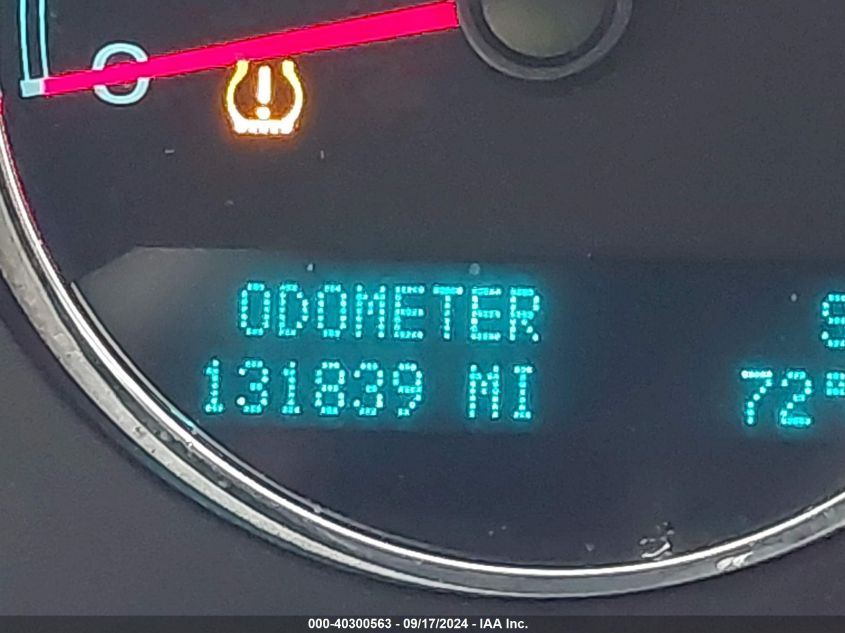 C
ODOMETER
131839 MI
72°
000-40300563 - 09/17/2024 - IAA Inc.